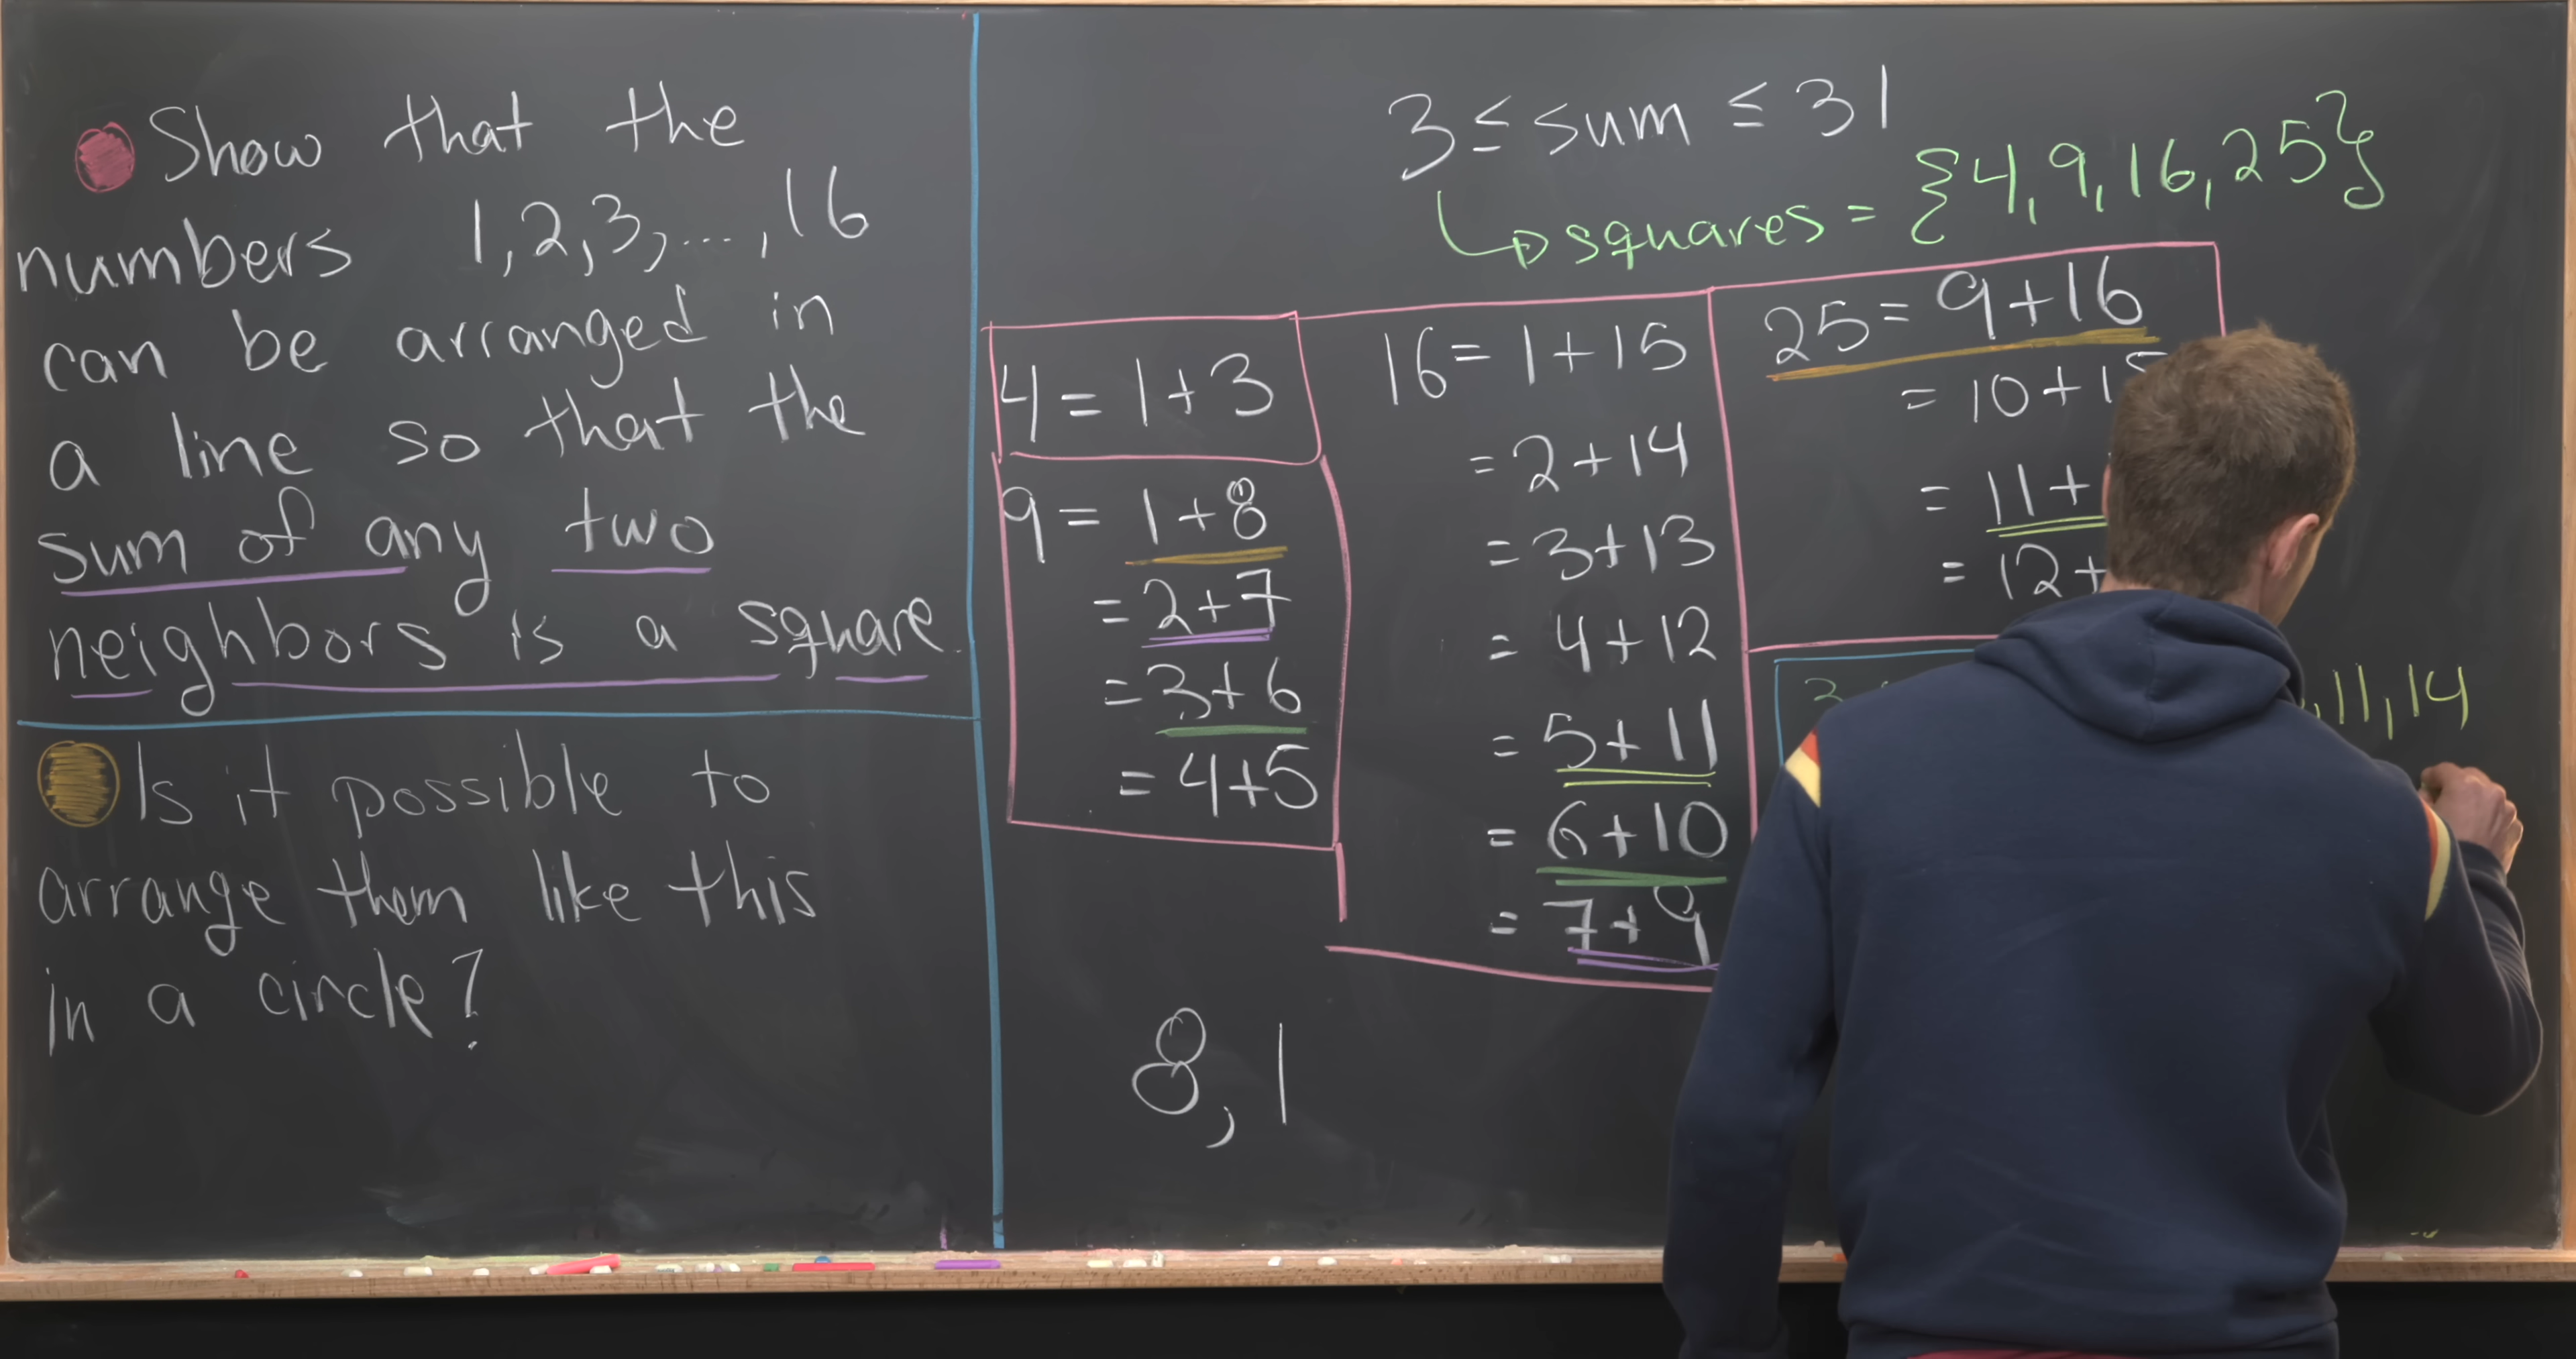 Show that the
numbers 1,2,3,...,16
can be arranged in
a line so that the
sum of any two
neighbors is a square.
Is it possible to
arrange them like this
in a circle?
3 ≤ sum ≤ 31
↳ squares = {4,9,16,25}
4 = 1+3
9 = 1+8
= 2+7
= 3+6
= 4+5
16 = 1+15
= 2+14
= 3+13
= 4+12
= 5+11
= 6+10
= 7+9
25 = 9+16
= 10+15
= 11+
= 12+
,11,14
8,1